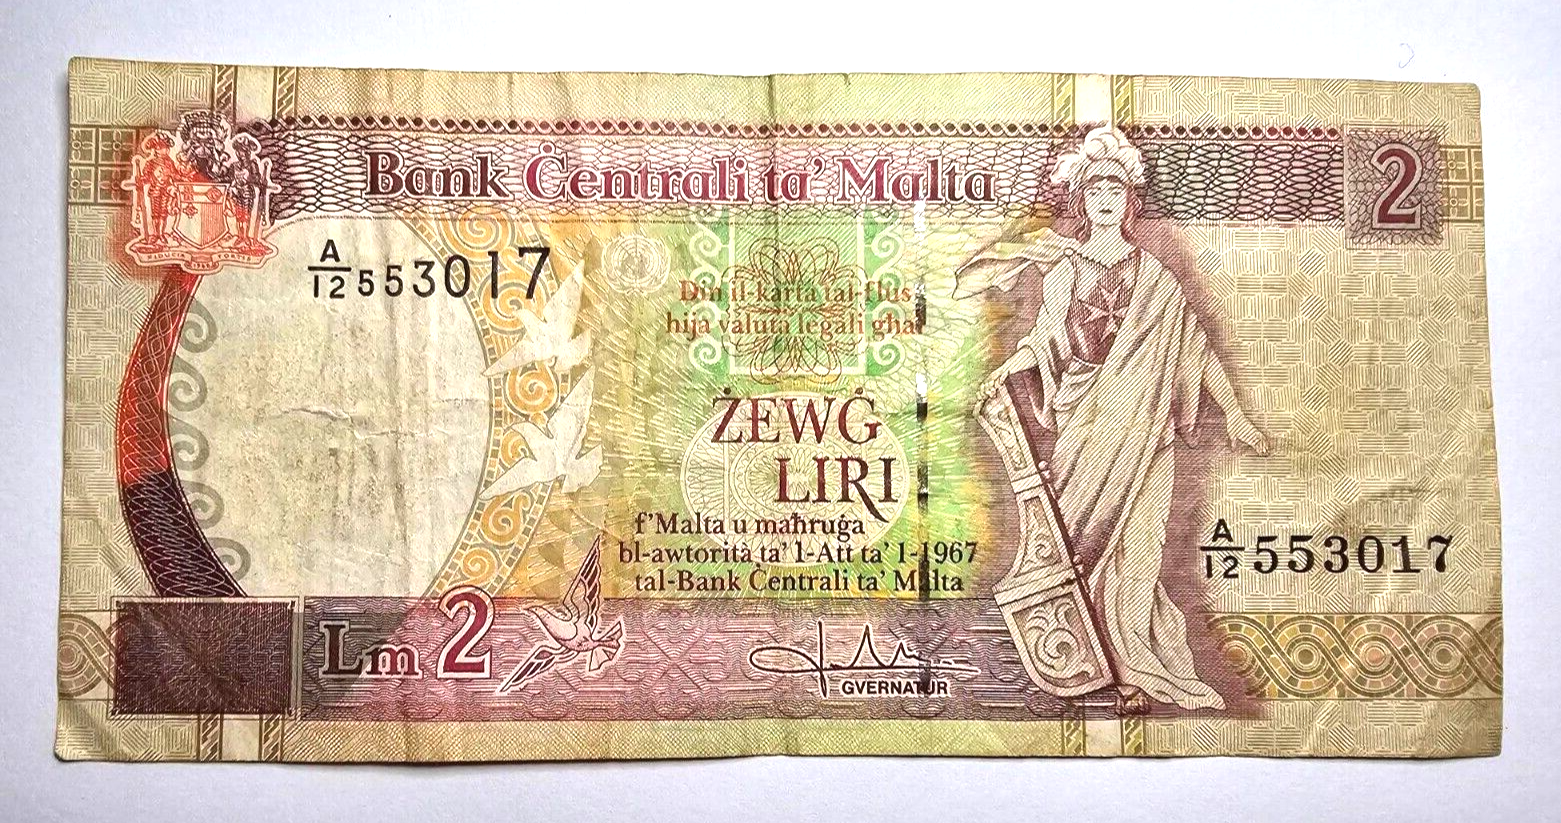 Bank Ċentrali ta' Malta
2
A/12 553017
Din il-karta tal-flus
hija valuta legali għal
ŻEWĠ
LIRI
f'Malta u maħruġa
bl-awtorità ta' l-Att ta' l-1967
tal-Bank Ċentrali ta' Malta
A/12 553017
Lm 2
GVERNATUR